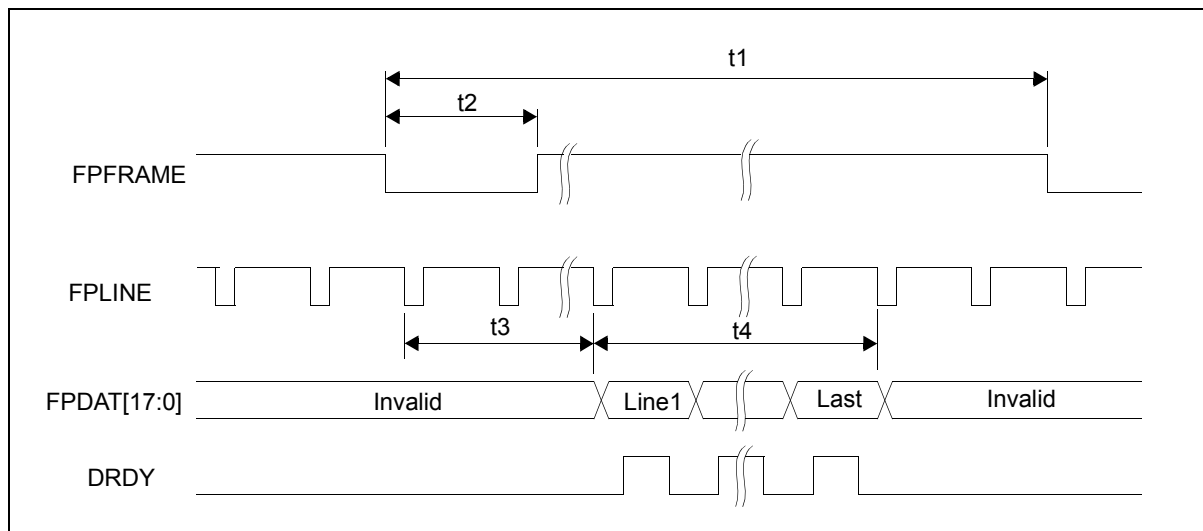 t1
t2
FPFRAME
FPLINE
t3
t4
FPDAT[17:0]
Invalid
Line1
Last
Invalid
DRDY